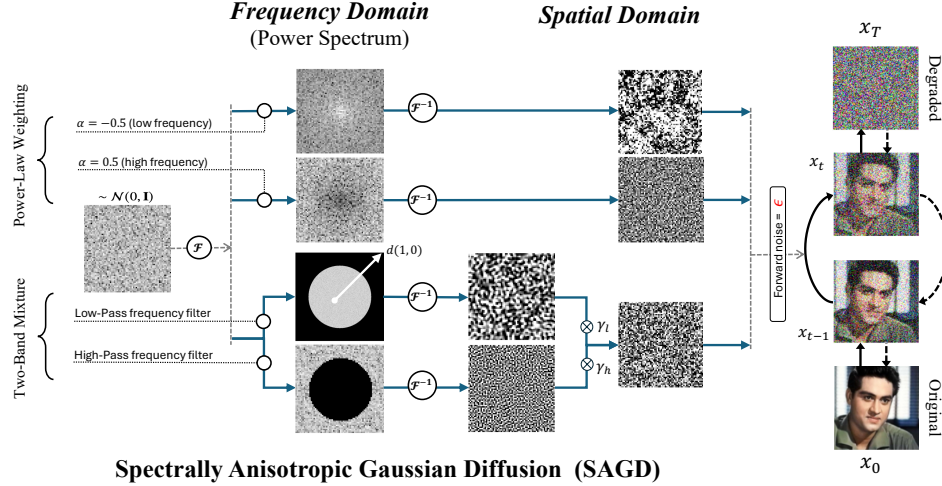 Frequency Domain
(Power Spectrum)
Spatial Domain
Power-Law Weighting
α = −0.5 (low frequency)
α = 0.5 (high frequency)
~ 𝒩(0, I)
ℱ
ℱ⁻¹
ℱ⁻¹
Two-Band Mixture
Low-Pass frequency filter
High-Pass frequency filter
d(1,0)
ℱ⁻¹
ℱ⁻¹
γ_l
γ_h
Forward noise = ϵ
x_T
Degraded
x_t
x_{t−1}
Original
x_0
Spectrally Anisotropic Gaussian Diffusion (SAGD)